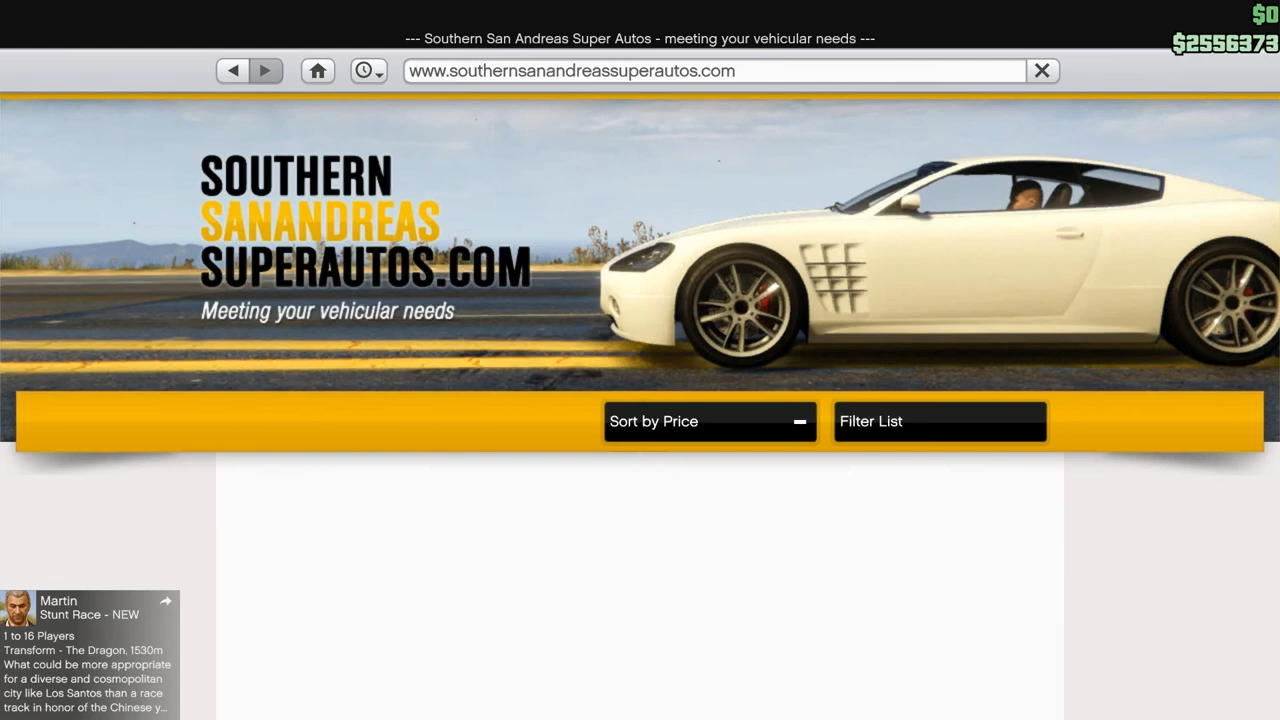 $0
--- Southern San Andreas Super Autos - meeting your vehicular needs ---
$2556373
www.southernsanandreassuperautos.com
SOUTHERN
SANANDREAS
SUPERAUTOS.COM
Meeting your vehicular needs
Sort by Price
Filter List
Martin
Stunt Race - NEW
1 to 16 Players
Transform - The Dragon, 1530m
What could be more appropriate
for a diverse and cosmopolitan
city like Los Santos than a race
track in honor of the Chinese y...